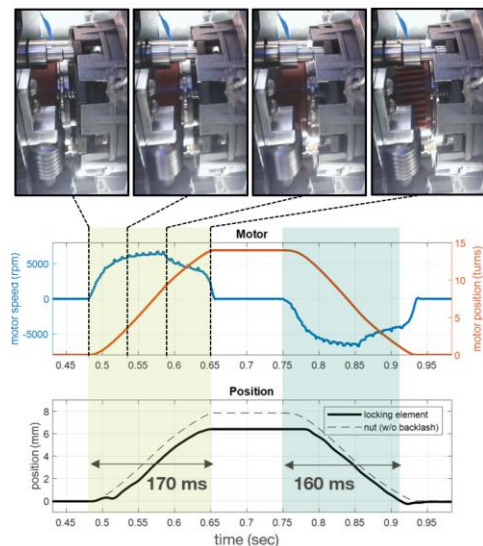 Motor
motor speed (rpm)
5000
0
-5000
motor position (turns)
15
10
5
0
0.45 0.5 0.55 0.6 0.65 0.7 0.75 0.8 0.85 0.9 0.95
Position
position (mm)
8
6
4
2
0
locking element
nut (w/o backlash)
170 ms
160 ms
0.45 0.5 0.55 0.6 0.65 0.7 0.75 0.8 0.85 0.9 0.95
time (sec)